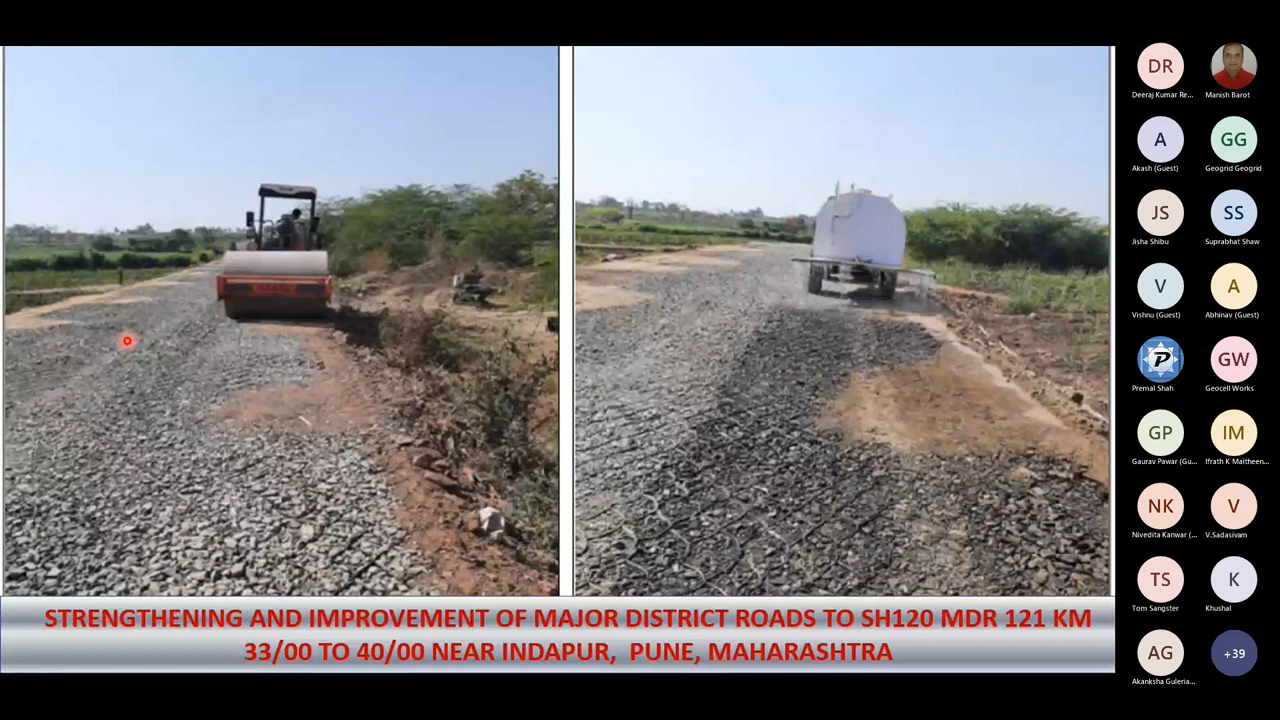 DR
Deeraj Kumar Re...
Manish Barot
A
Akash (Guest)
GG
Geogrid Geogrid
JS
Jisha Shibu
SS
Suprabhat Shaw
V
Vishnu (Guest)
A
Abhinav (Guest)
P
Premal Shah
GW
Geocell Works
GP
Gaurav Pawar (Gu...
IM
Ifrath K Maitheen...
NK
Nivedita Kanwar (...
V
V.Sadasivam
TS
Tom Sangster
K
Khushal
AG
Akanksha Guleria...
+39
STRENGTHENING AND IMPROVEMENT OF MAJOR DISTRICT ROADS TO SH120 MDR 121 KM
33/00 TO 40/00 NEAR INDAPUR, PUNE, MAHARASHTRA